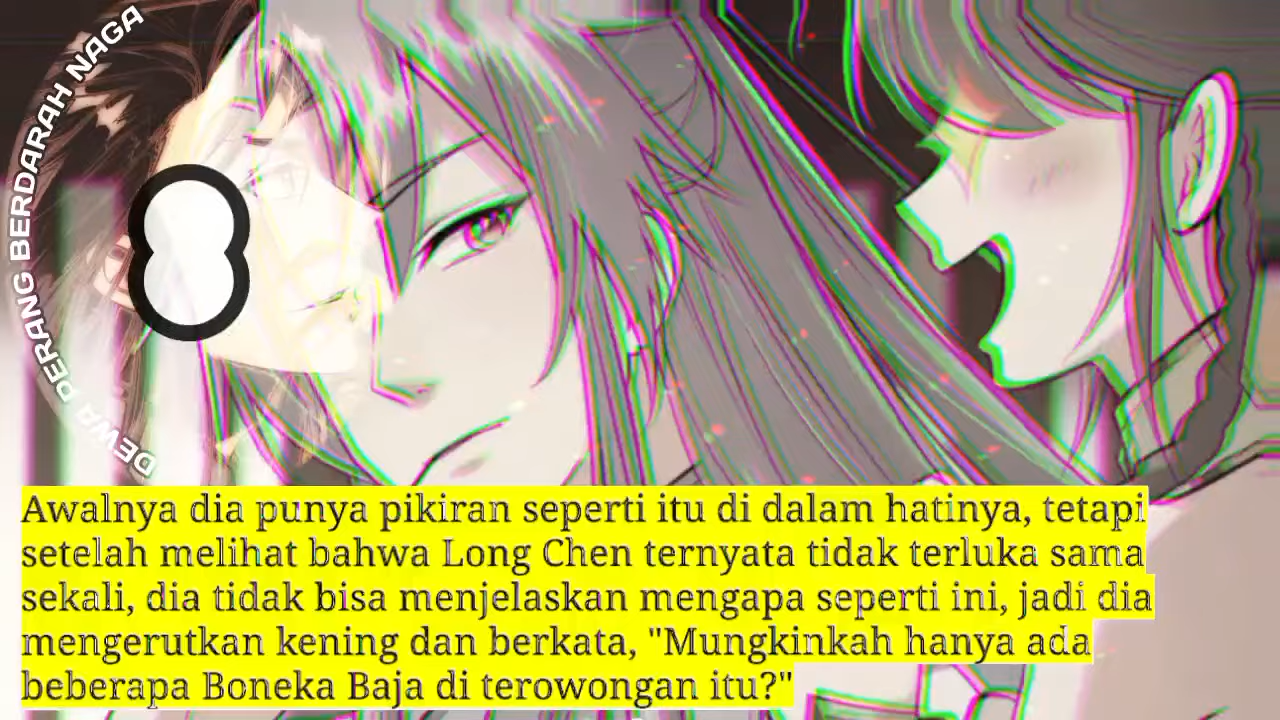 DEWA PERANG BERDARAH NAGA
8
Awalnya dia punya pikiran seperti itu di dalam hatinya, tetapi
setelah melihat bahwa Long Chen ternyata tidak terluka sama
sekali, dia tidak bisa menjelaskan mengapa seperti ini, jadi dia
mengerutkan kening dan berkata, "Mungkinkah hanya ada
beberapa Boneka Baja di terowongan itu?"